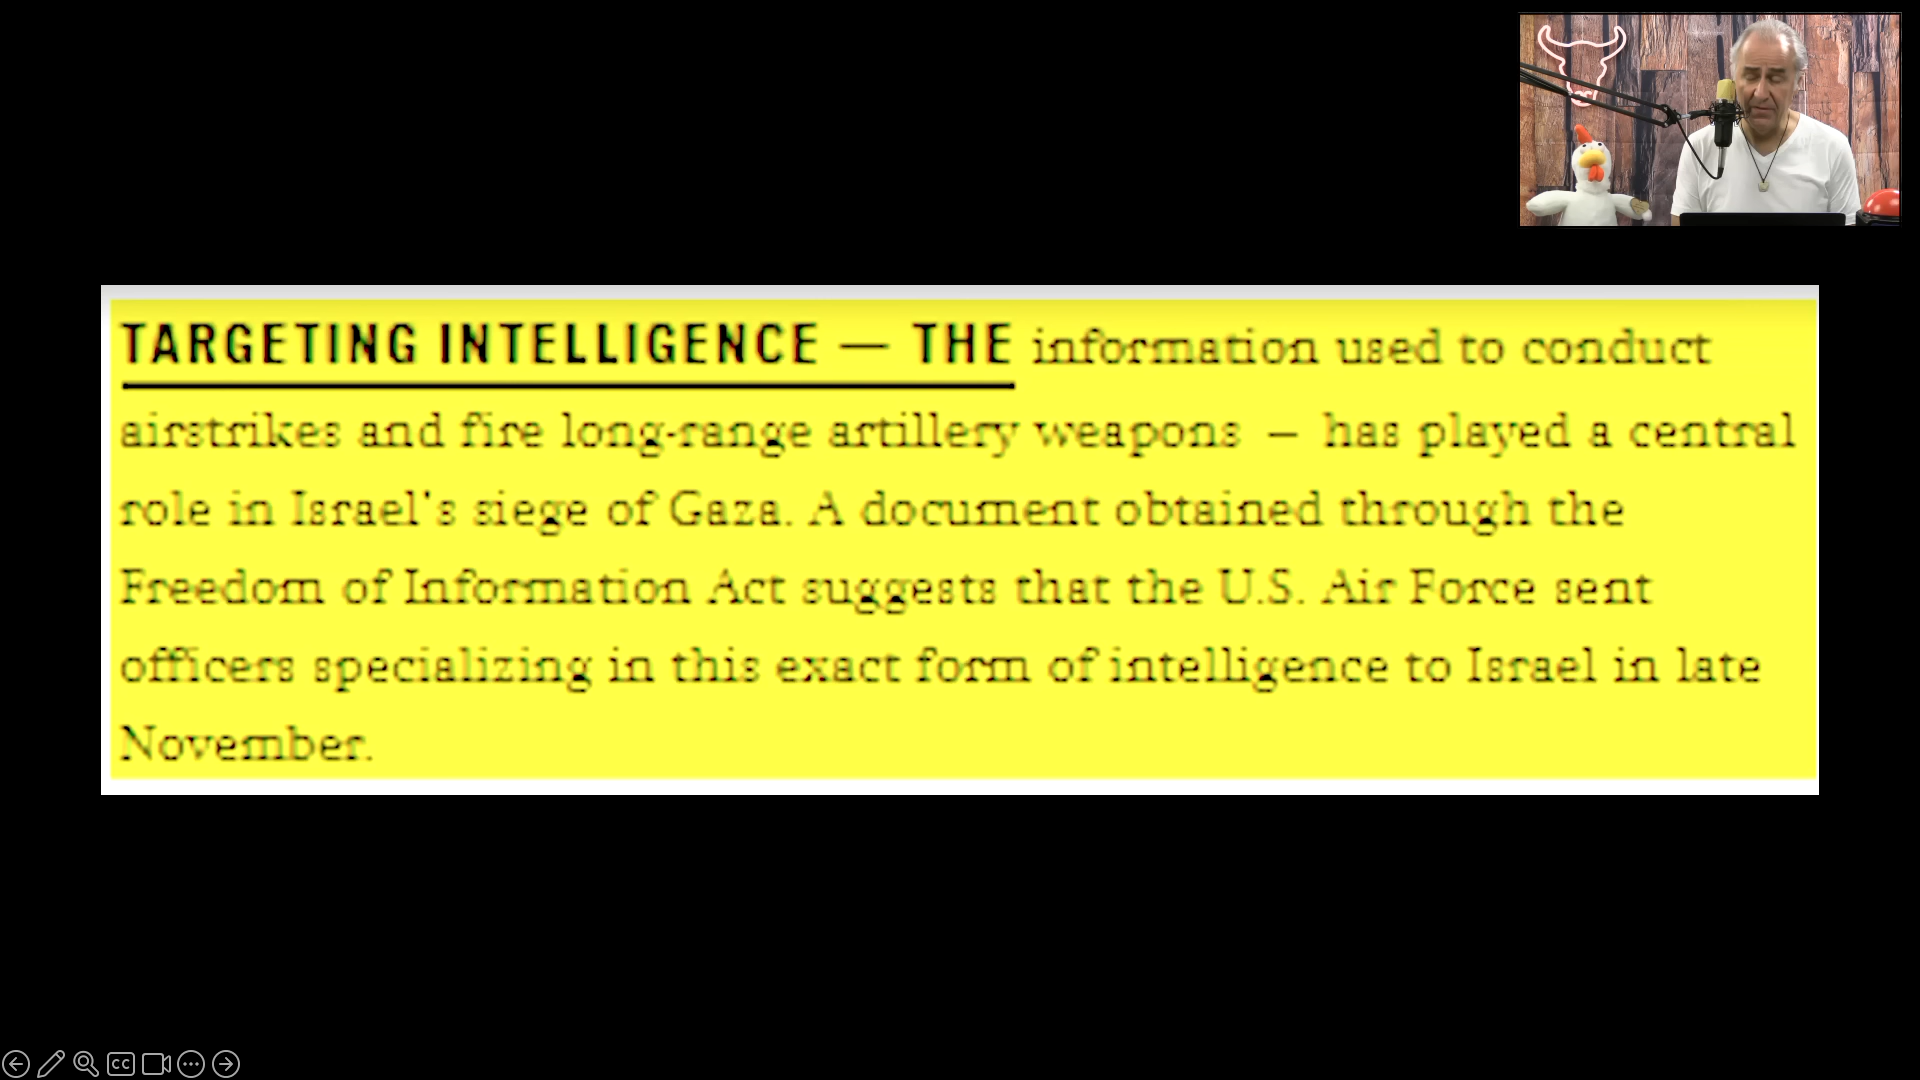 TARGETING INTELLIGENCE — THE information used to conduct
airstrikes and fire long-range artillery weapons — has played a central
role in Israel's siege of Gaza. A document obtained through the
Freedom of Information Act suggests that the U.S. Air Force sent
officers specializing in this exact form of intelligence to Israel in late
November.
CC